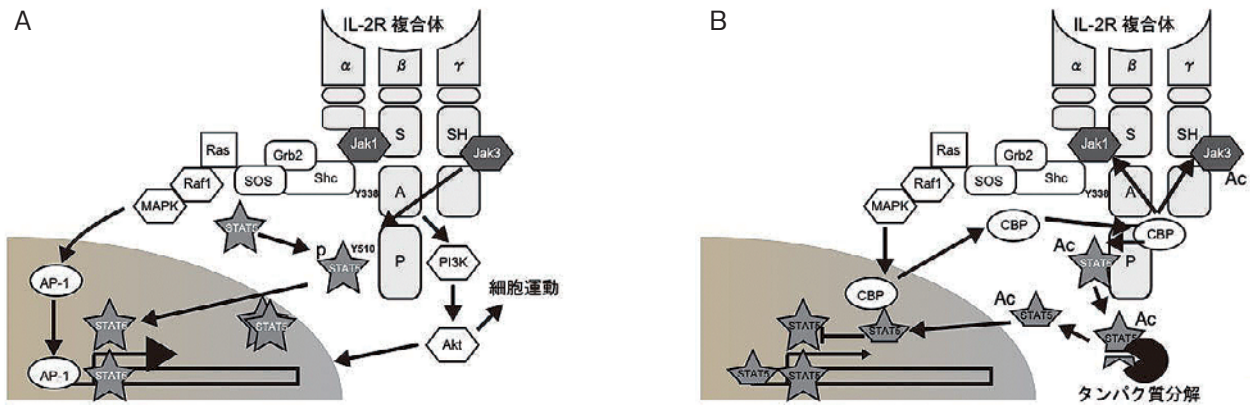 A
IL-2R 複合体
α
β
γ
S
SH
Jak1
Jak3
Ras
Grb2
Raf1
SOS
Shc
MAPK
Y338
A
STAT5
p
Y510
STAT5
P
PI3K
細胞運動
AP-1
STAT5
STAT5
Akt
AP-1
STAT5
B
IL-2R 複合体
α
β
γ
S
SH
Jak1
Jak3
Ac
Ras
Grb2
Raf1
SOS
Shc
MAPK
Y338
A
CBP
CBP
Ac
STAT5
P
CBP
Ac
STAT5
Ac
STAT5
STAT5
STAT5
STAT5
STAT5
タンパク質分解